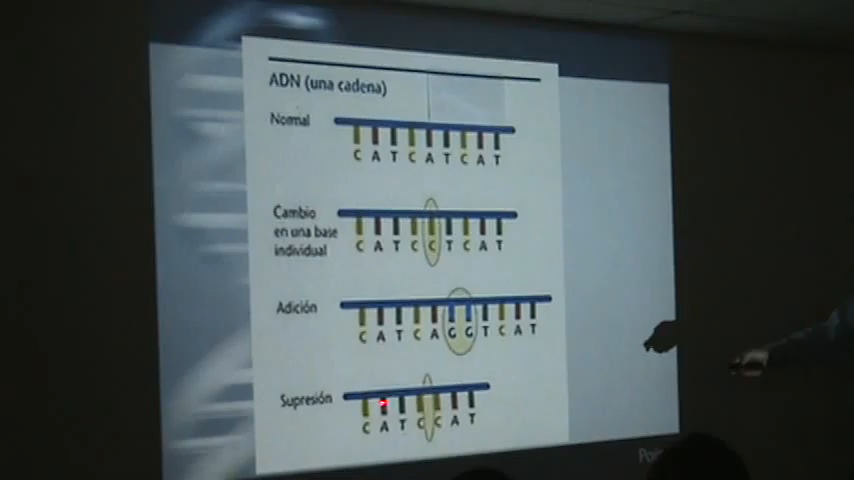 ADN (una cadena)
Normal
C A T C A T C A T
Cambio
en una base
individual
C A T C C T C A T
Adición
C A T C A G G T C A T
Supresión
C A T C C A T